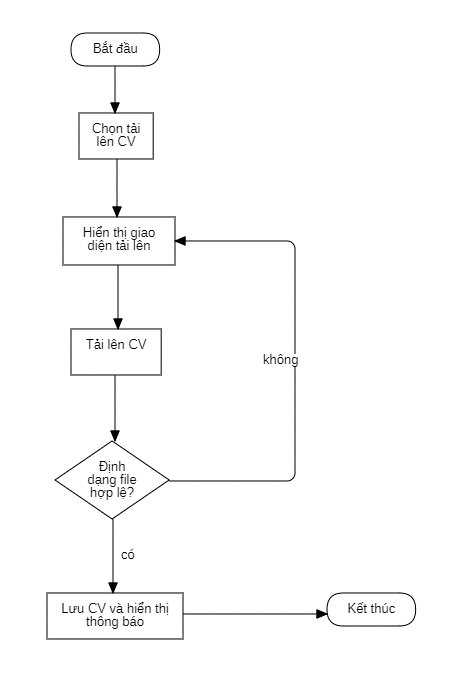 Bắt đầu
Chọn tải
lên CV
Hiển thị giao
diện tải lên
Tải lên CV
không
Định
dạng file
hợp lệ?
có
Lưu CV và hiển thị
thông báo
Kết thúc